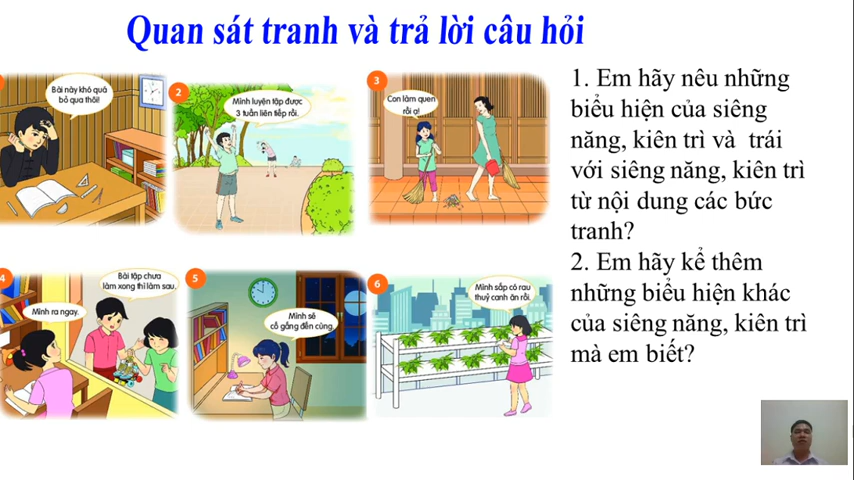 Quan sát tranh và trả lời câu hỏi
Bài này khó quá
bỏ qua thôi!
2
Mình luyện tập được
3 tuần liên tiếp rồi.
3
Con làm quen
rồi ạ!
4
Mình ra ngay.
Bài tập chưa
làm xong thì làm sau.
5
Mình sẽ
cố gắng đến cùng.
6
Mình sắp có rau
thuỷ canh ăn rồi.
1. Em hãy nêu những
biểu hiện của siêng
năng, kiên trì và trái
với siêng năng, kiên trì
từ nội dung các bức
tranh?
2. Em hãy kể thêm
những biểu hiện khác
của siêng năng, kiên trì
mà em biết?